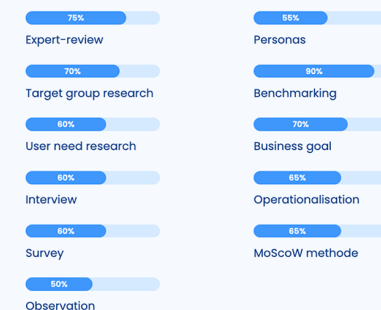 75%
Expert-review
70%
Target group research
60%
User need research
60%
Interview
60%
Survey
50%
Observation
55%
Personas
90%
Benchmarking
70%
Business goal
65%
Operationalisation
65%
MoScoW methode